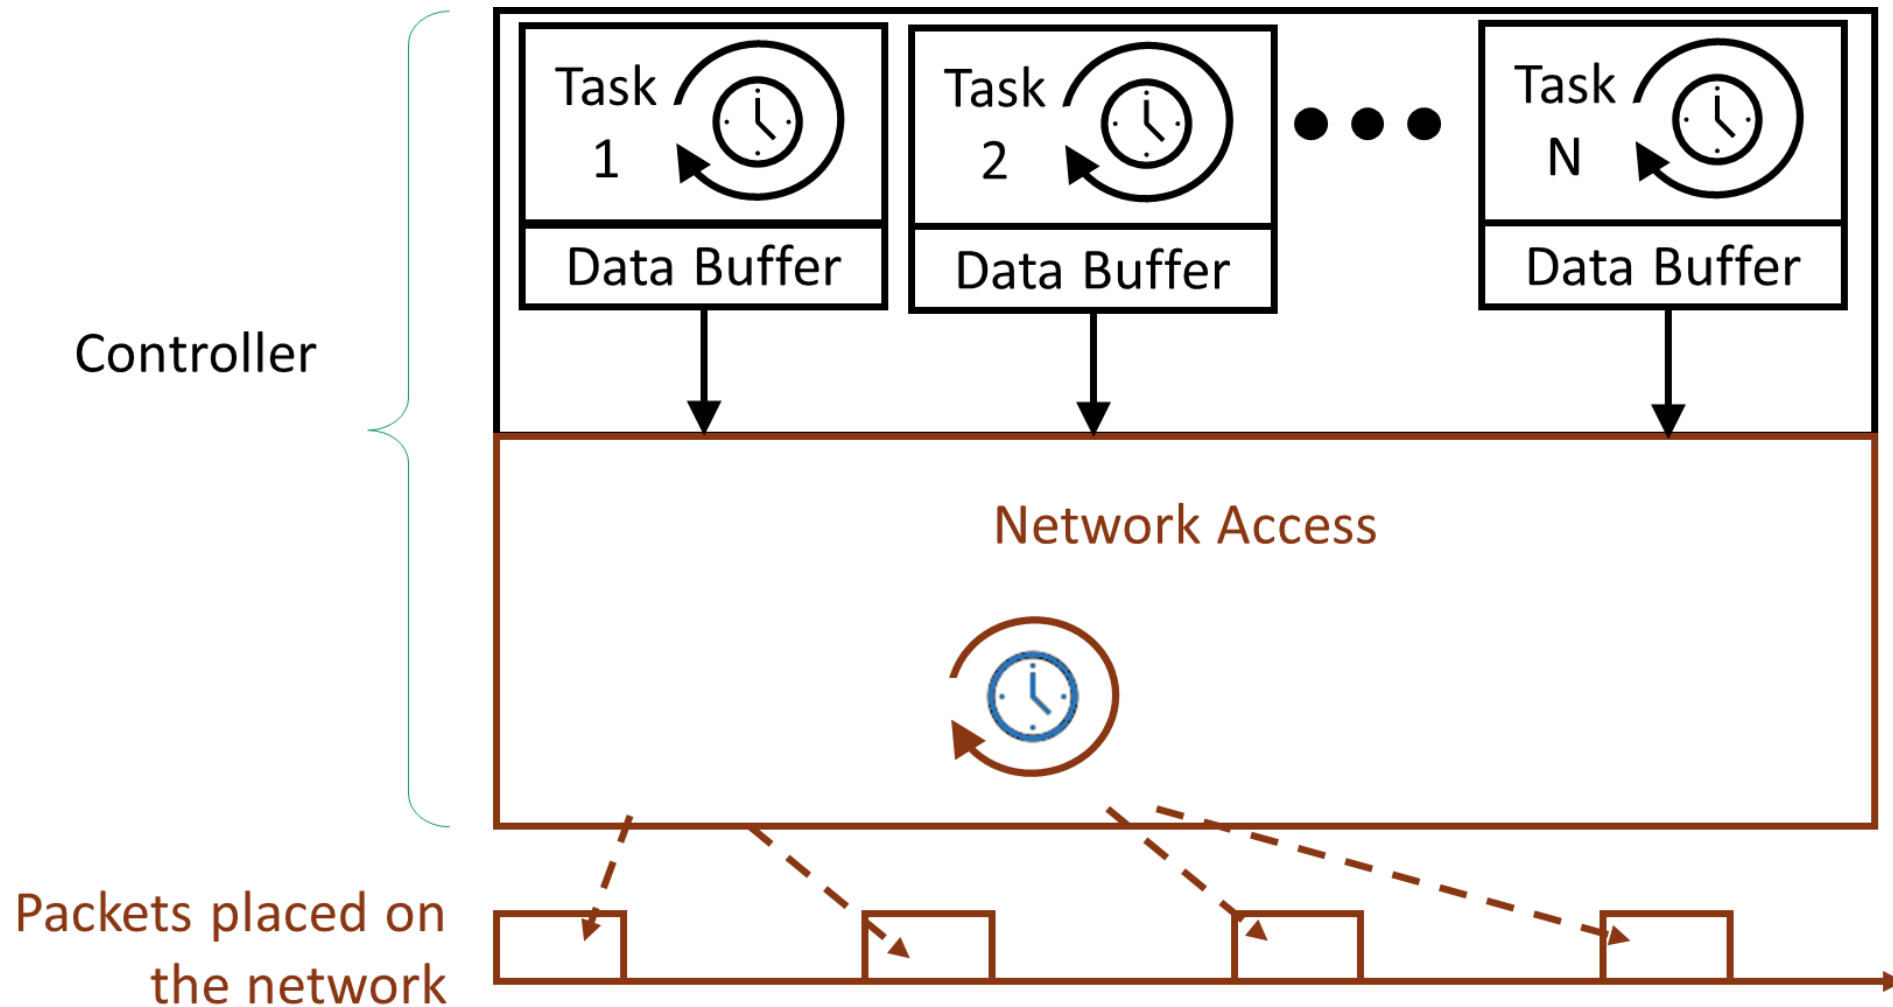 Task
1
Data Buffer
Task
2
Data Buffer
Task
N
Data Buffer
Controller
Network Access
Packets placed on
the network